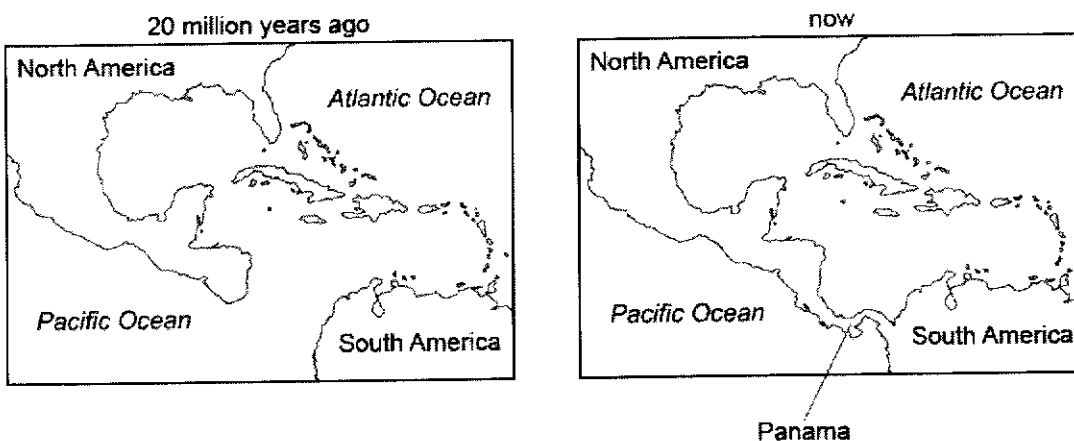 20 million years ago
North America
Atlantic Ocean
Pacific Ocean
South America
now
North America
Atlantic Ocean
Pacific Ocean
South America
Panama